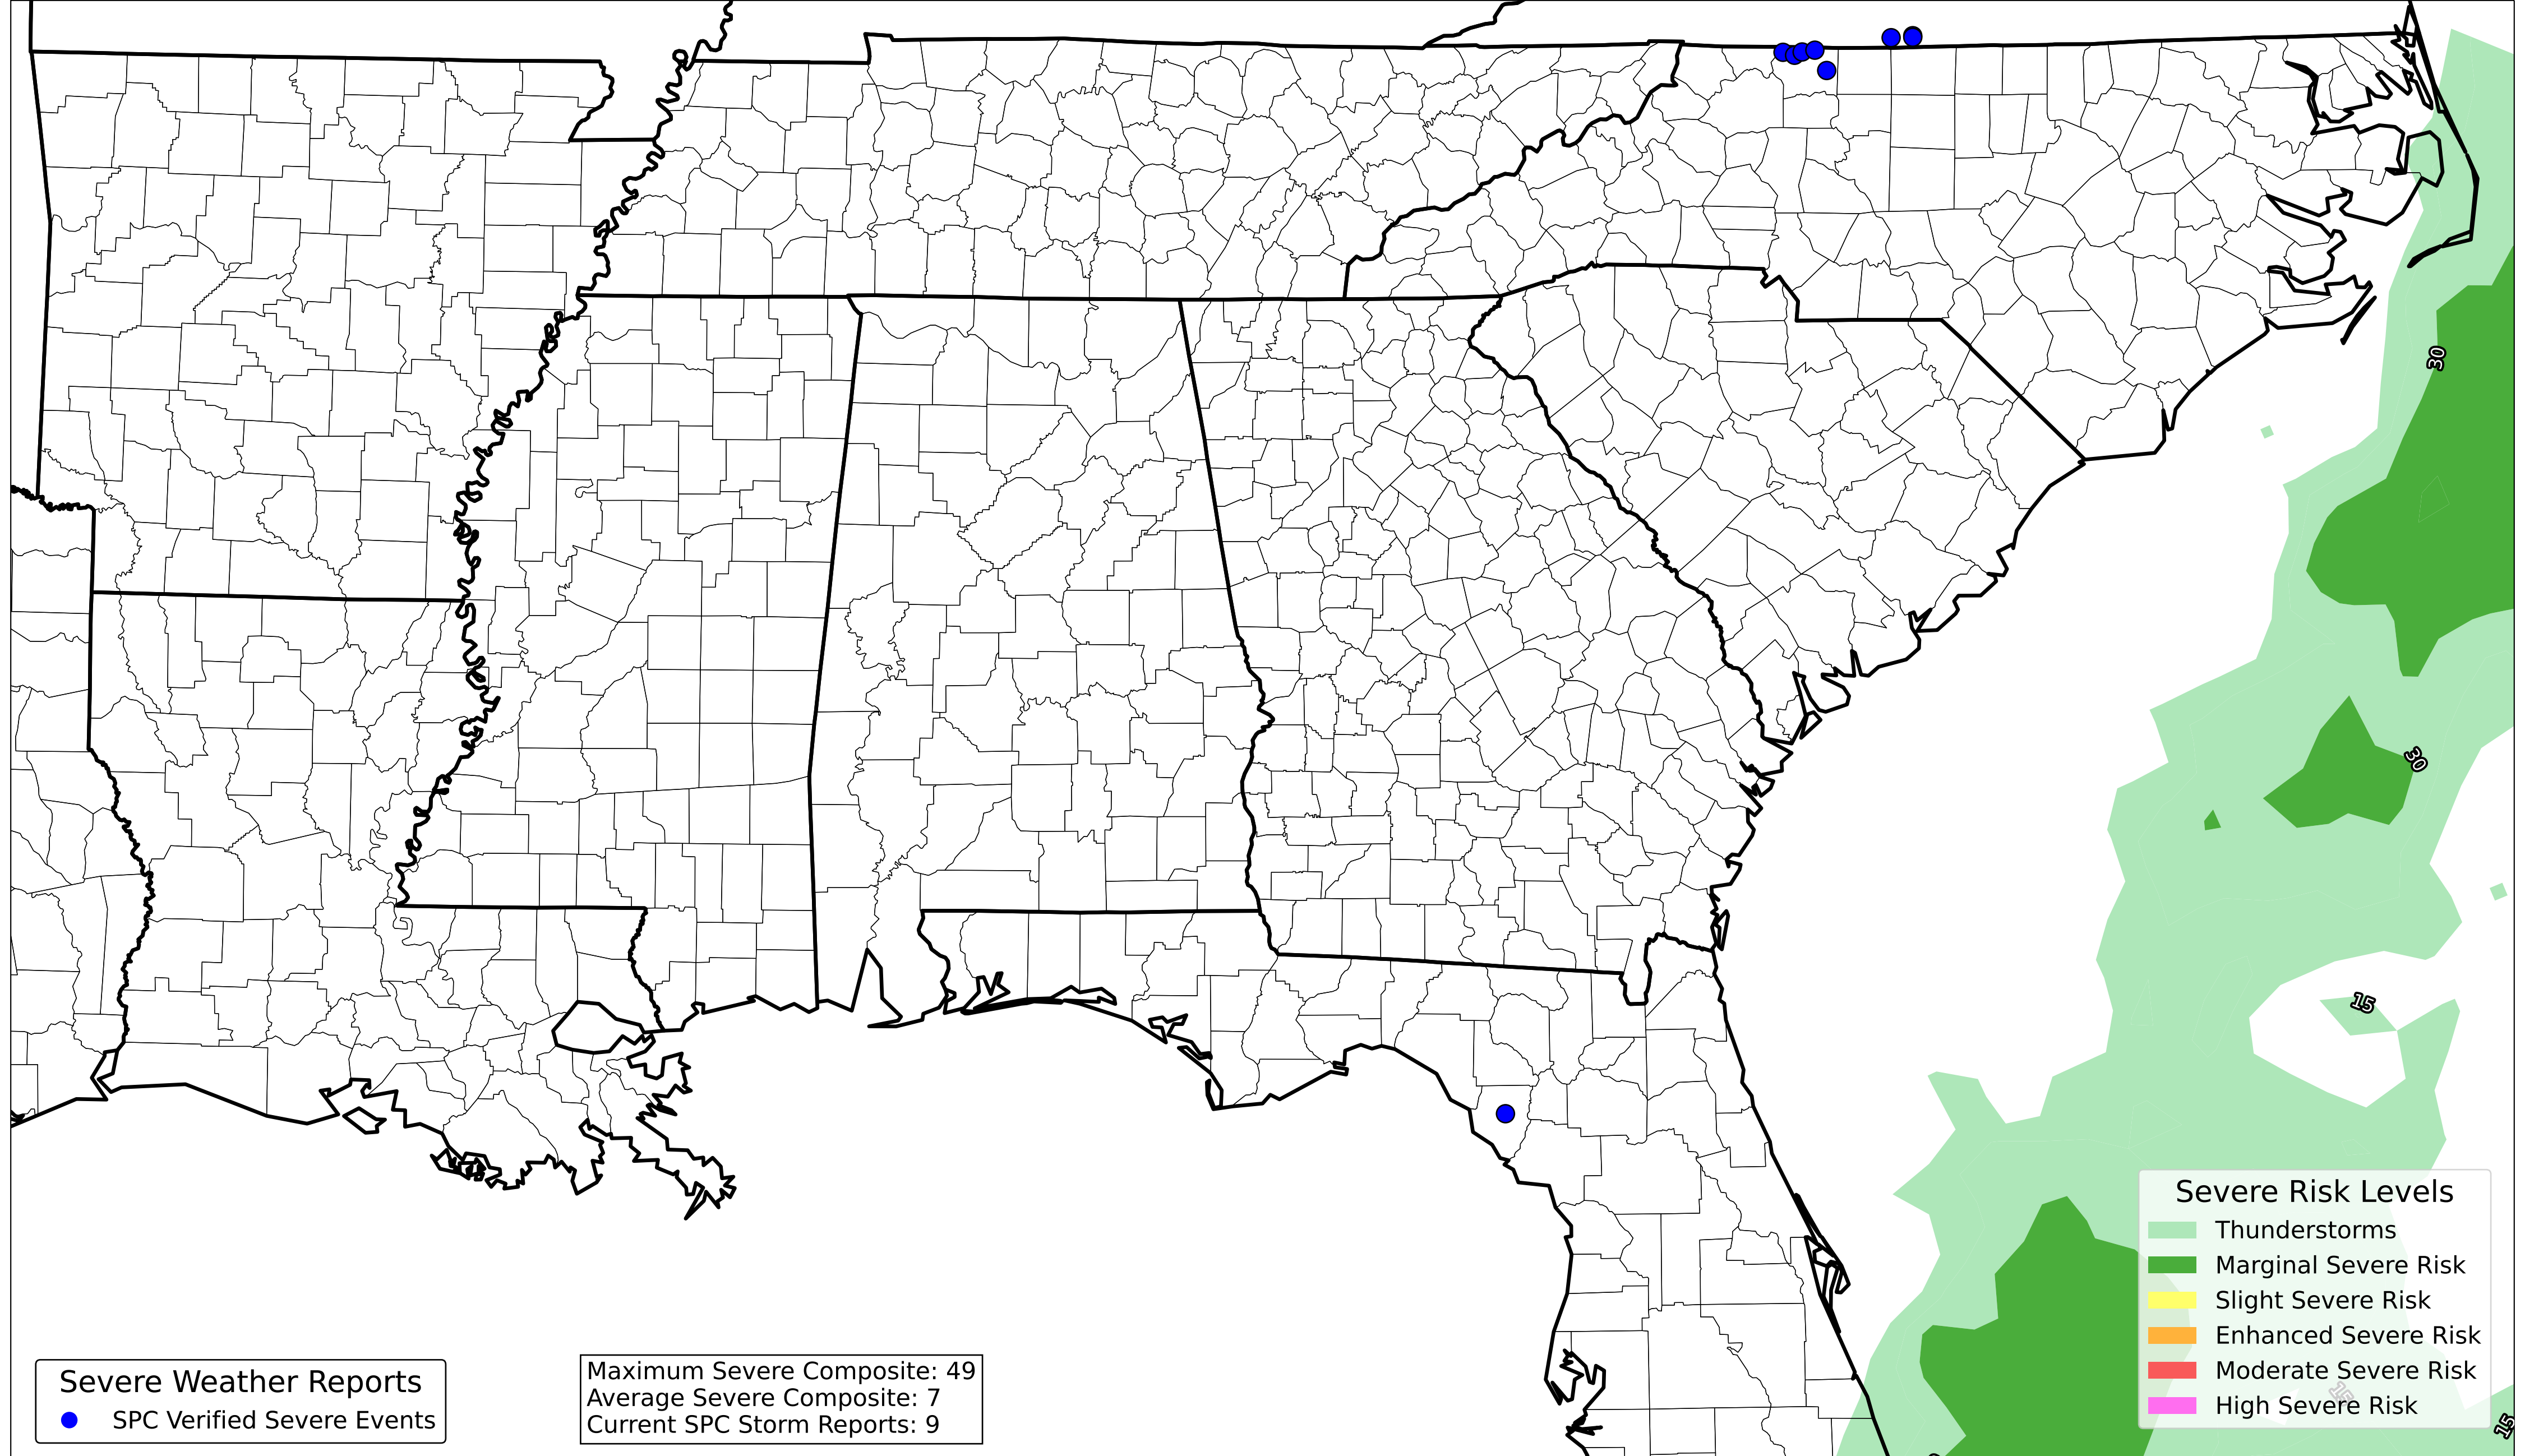 30
30
15
Severe Risk Levels
Thunderstorms
Marginal Severe Risk
Slight Severe Risk
Enhanced Severe Risk
Moderate Severe Risk
High Severe Risk
15
15
Severe Weather Reports
SPC Verified Severe Events
Maximum Severe Composite: 49
Average Severe Composite: 7
Current SPC Storm Reports: 9